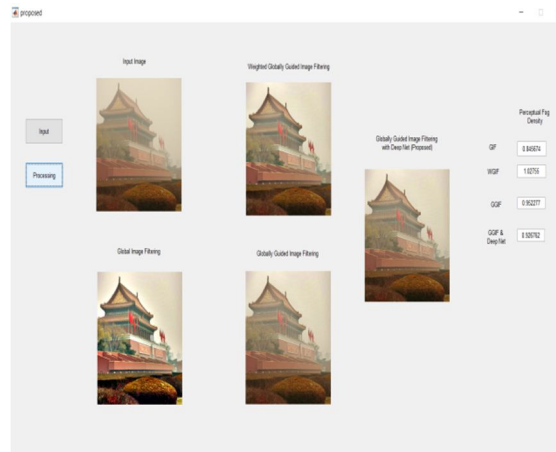 proposed
Input Image
Weighted Globally Guided Image Filtering
Input
Processing
Globally Guided Image Filtering
with Deep Net (Proposed)
Perceptual Fog
Density
GIF
0.845674
WGIF
1.02755
GGIF
0.952277
GGIF &
Deep Net
0.926762
Global Image Filtering
Globally Guided Image Filtering